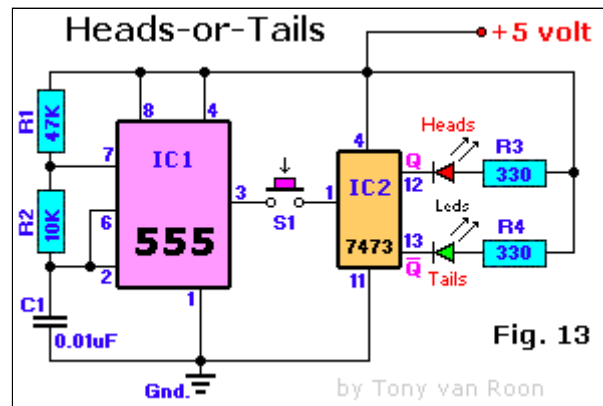 Heads-or-Tails
+5 volt
8
4
4
R1
47K
7
IC1
Heads
Q
R3
12
330
IC2
R2
10K
6
3
S1
1
Leds
555
7473
13
R4
330
2
Q̅
Tails
11
C1
1
0.01uF
Fig. 13
Gnd.
by Tony van Roon